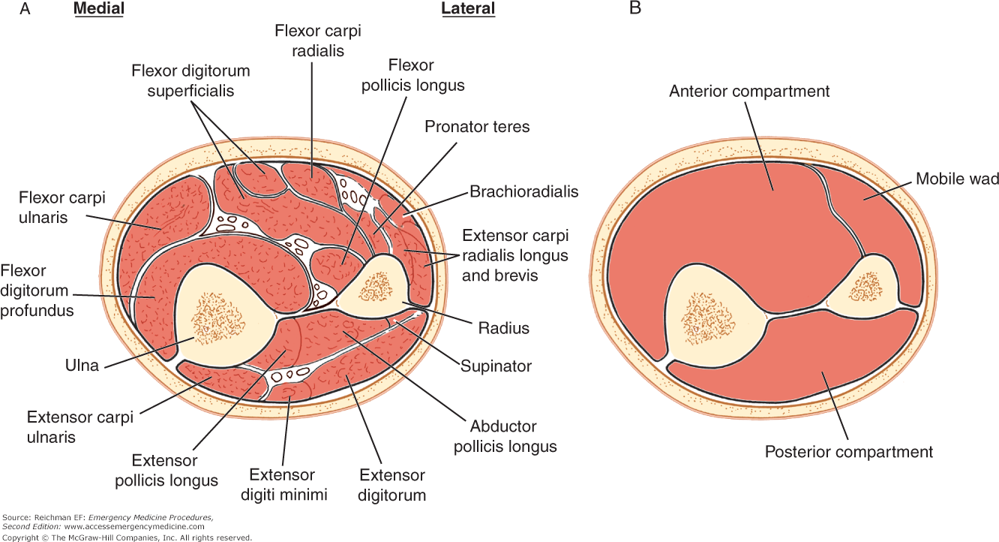 A
Medial
Lateral
B
Flexor carpi
radialis
Flexor digitorum
superficialis
Flexor
pollicis longus
Pronator teres
Brachioradialis
Flexor carpi
ulnaris
Extensor carpi
radialis longus
and brevis
Flexor
digitorum
profundus
Radius
Ulna
Supinator
Extensor carpi
ulnaris
Abductor
pollicis longus
Extensor
pollicis longus
Extensor
digiti minimi
Extensor
digitorum
Anterior compartment
Mobile wad
Posterior compartment
Source: Reichman EF: Emergency Medicine Procedures,
Second Edition: www.accessemergencymedicine.com
Copyright © The McGraw-Hill Companies, Inc. All rights reserved.